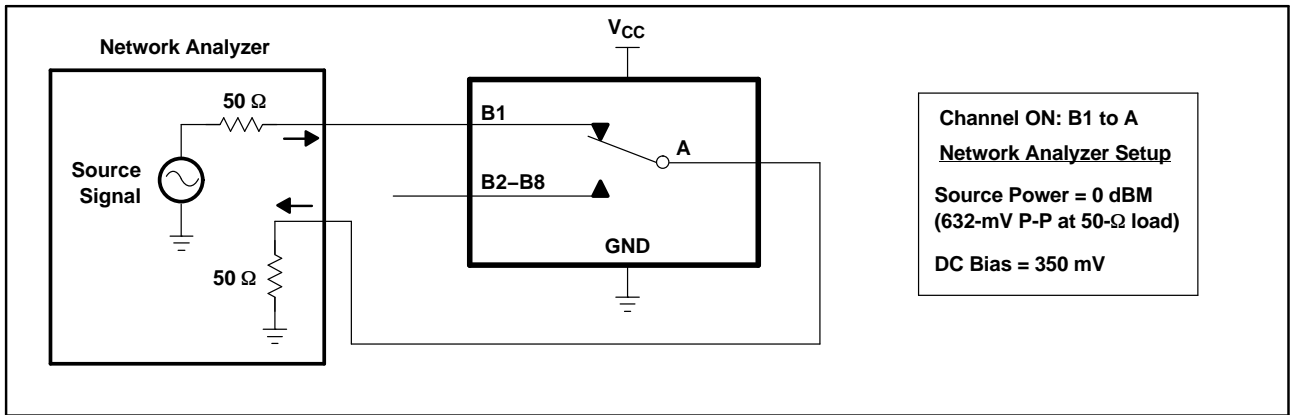 Network Analyzer
50 Ω
Source
Signal
50 Ω
VCC
B1
A
B2–B8
GND
Channel ON: B1 to A
Network Analyzer Setup
Source Power = 0 dBM
(632-mV P-P at 50-Ω load)
DC Bias = 350 mV